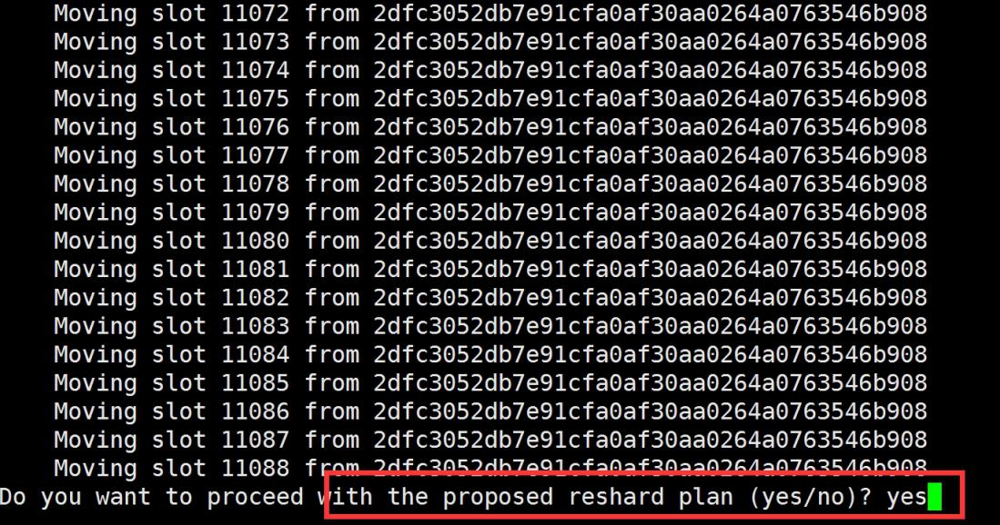 Moving slot 11072 from 2dfc3052db7e91cfa0af30aa0264a0763546b908
Moving slot 11073 from 2dfc3052db7e91cfa0af30aa0264a0763546b908
Moving slot 11074 from 2dfc3052db7e91cfa0af30aa0264a0763546b908
Moving slot 11075 from 2dfc3052db7e91cfa0af30aa0264a0763546b908
Moving slot 11076 from 2dfc3052db7e91cfa0af30aa0264a0763546b908
Moving slot 11077 from 2dfc3052db7e91cfa0af30aa0264a0763546b908
Moving slot 11078 from 2dfc3052db7e91cfa0af30aa0264a0763546b908
Moving slot 11079 from 2dfc3052db7e91cfa0af30aa0264a0763546b908
Moving slot 11080 from 2dfc3052db7e91cfa0af30aa0264a0763546b908
Moving slot 11081 from 2dfc3052db7e91cfa0af30aa0264a0763546b908
Moving slot 11082 from 2dfc3052db7e91cfa0af30aa0264a0763546b908
Moving slot 11083 from 2dfc3052db7e91cfa0af30aa0264a0763546b908
Moving slot 11084 from 2dfc3052db7e91cfa0af30aa0264a0763546b908
Moving slot 11085 from 2dfc3052db7e91cfa0af30aa0264a0763546b908
Moving slot 11086 from 2dfc3052db7e91cfa0af30aa0264a0763546b908
Moving slot 11087 from 2dfc3052db7e91cfa0af30aa0264a0763546b908
Moving slot 11088 from 2dfc3052db7e91cfa0af30aa0264a0763546b908
Do you want to proceed with the proposed reshard plan (yes/no)? yes